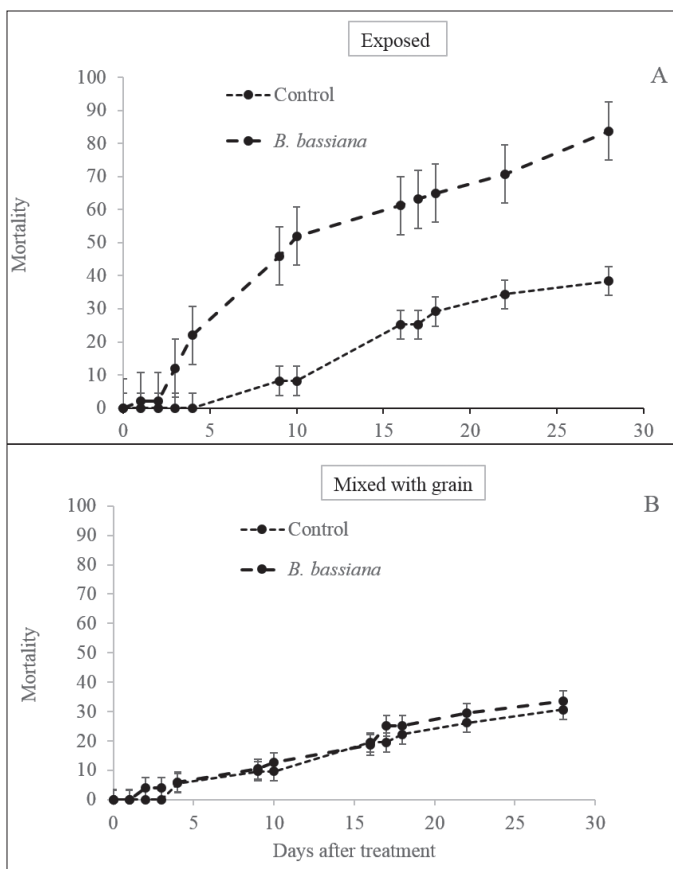 Exposed
A
100
90
80
70
60
50
40
30
20
10
0
Mortality
Control
B. bassiana
0 5 10 15 20 25 30
Mixed with grain
B
100
90
80
70
60
50
40
30
20
10
0
Mortality
Control
B. bassiana
0 5 10 15 20 25 30
Days after treatment